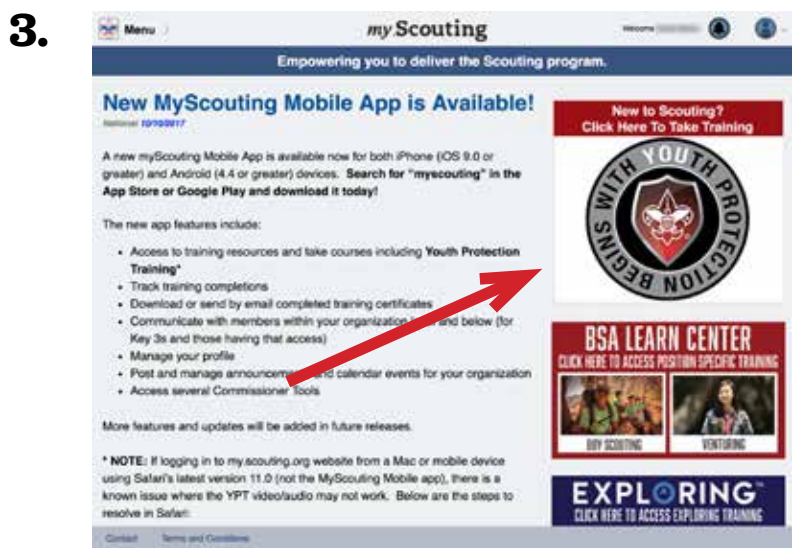 3.
Menu
my.Scouting
Welcome
Empowering you to deliver the Scouting program.
New MyScouting Mobile App is Available!
National 10/10/2017
A new myScouting Mobile App is available now for both iPhone (iOS 9.0 or
greater) and Android (4.4 or greater) devices. Search for "myscouting" in the
App Store or Google Play and download it today!
The new app features include:
• Access to training resources and take courses including Youth Protection
Training*
• Track training completions
• Download or send by email completed training certificates
• Communicate with members within your organization and below (for
Key 3s and those having that access)
• Manage your profile
• Post and manage announcements and calendar events for your organization
• Access several Commissioner Tools
More features and updates will be added in future releases.
* NOTE: If logging in to my.scouting.org website from a Mac or mobile device
using Safari's latest version 11.0 (not the MyScouting Mobile app), there is a
known issue where the YPT video/audio may not work. Below are the steps to
resolve in Safari:
New to Scouting?
Click Here To Take Training
WITH YOUTH PROTECTION
BEGINS
BSA LEARN CENTER
CLICK HERE TO ACCESS POSITION SPECIFIC TRAINING
BOY SCOUTING
VENTURING
EXPLORING™
CLICK HERE TO ACCESS EXPLORING TRAINING
Contact
Terms and Conditions